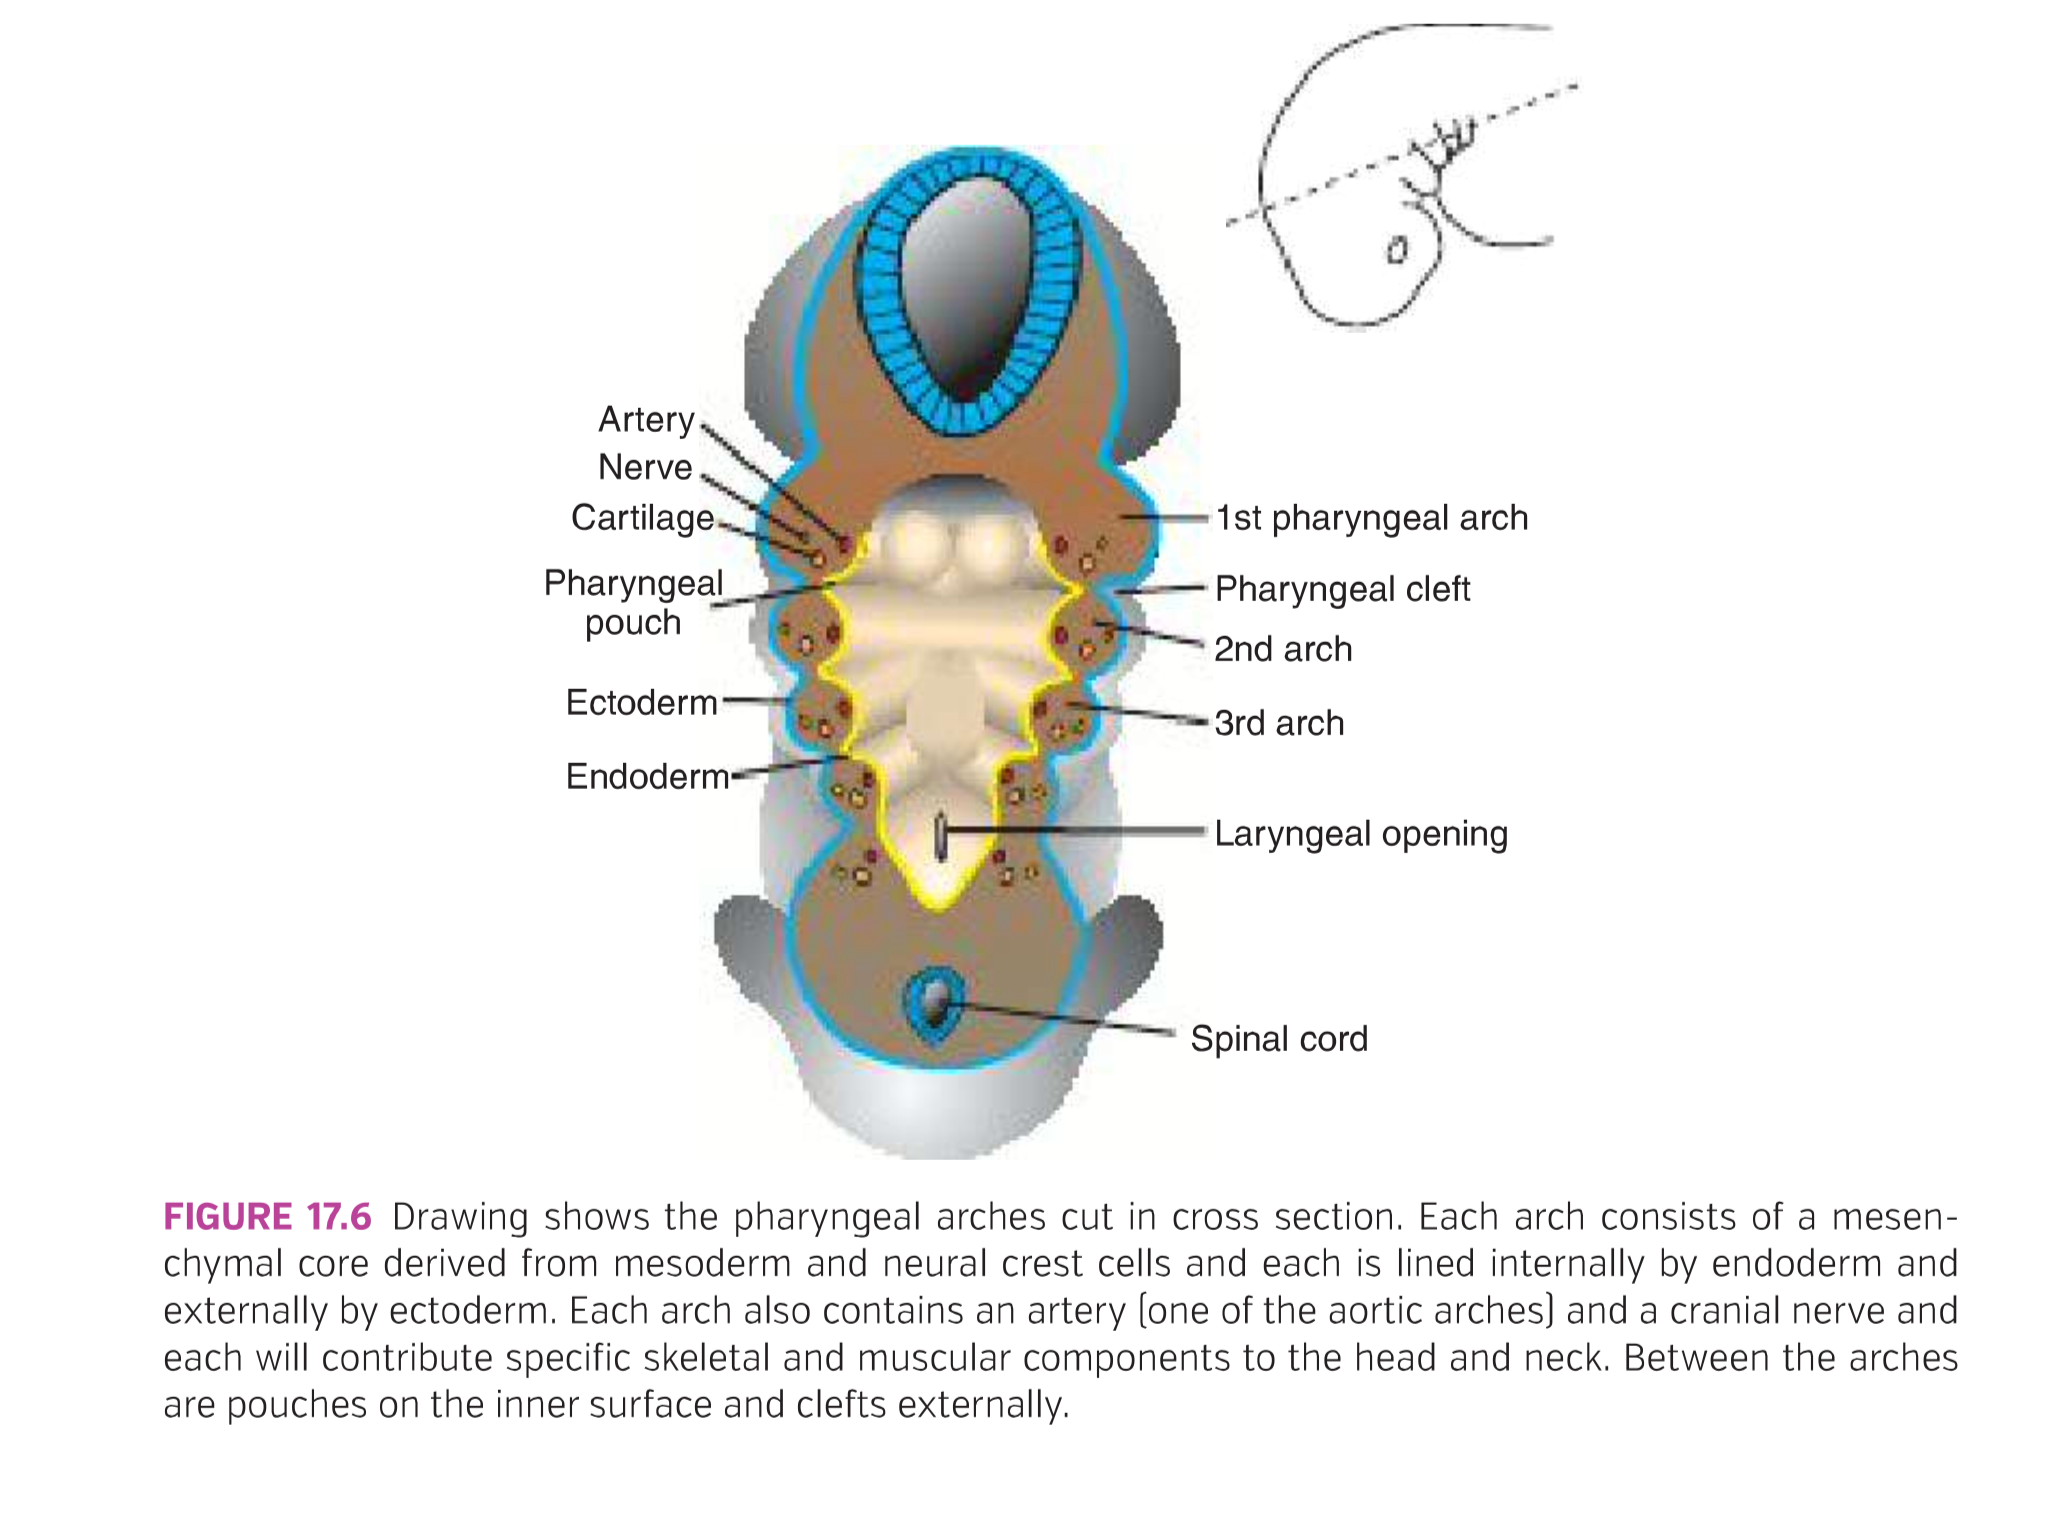 Artery
Nerve
Cartilage
Pharyngeal
pouch
Ectoderm
Endoderm
1st pharyngeal arch
Pharyngeal cleft
2nd arch
3rd arch
Laryngeal opening
Spinal cord
FIGURE 17.6 Drawing shows the pharyngeal arches cut in cross section. Each arch consists of a mesen-
chymal core derived from mesoderm and neural crest cells and each is lined internally by endoderm and
externally by ectoderm. Each arch also contains an artery (one of the aortic arches) and a cranial nerve and
each will contribute specific skeletal and muscular components to the head and neck. Between the arches
are pouches on the inner surface and clefts externally.